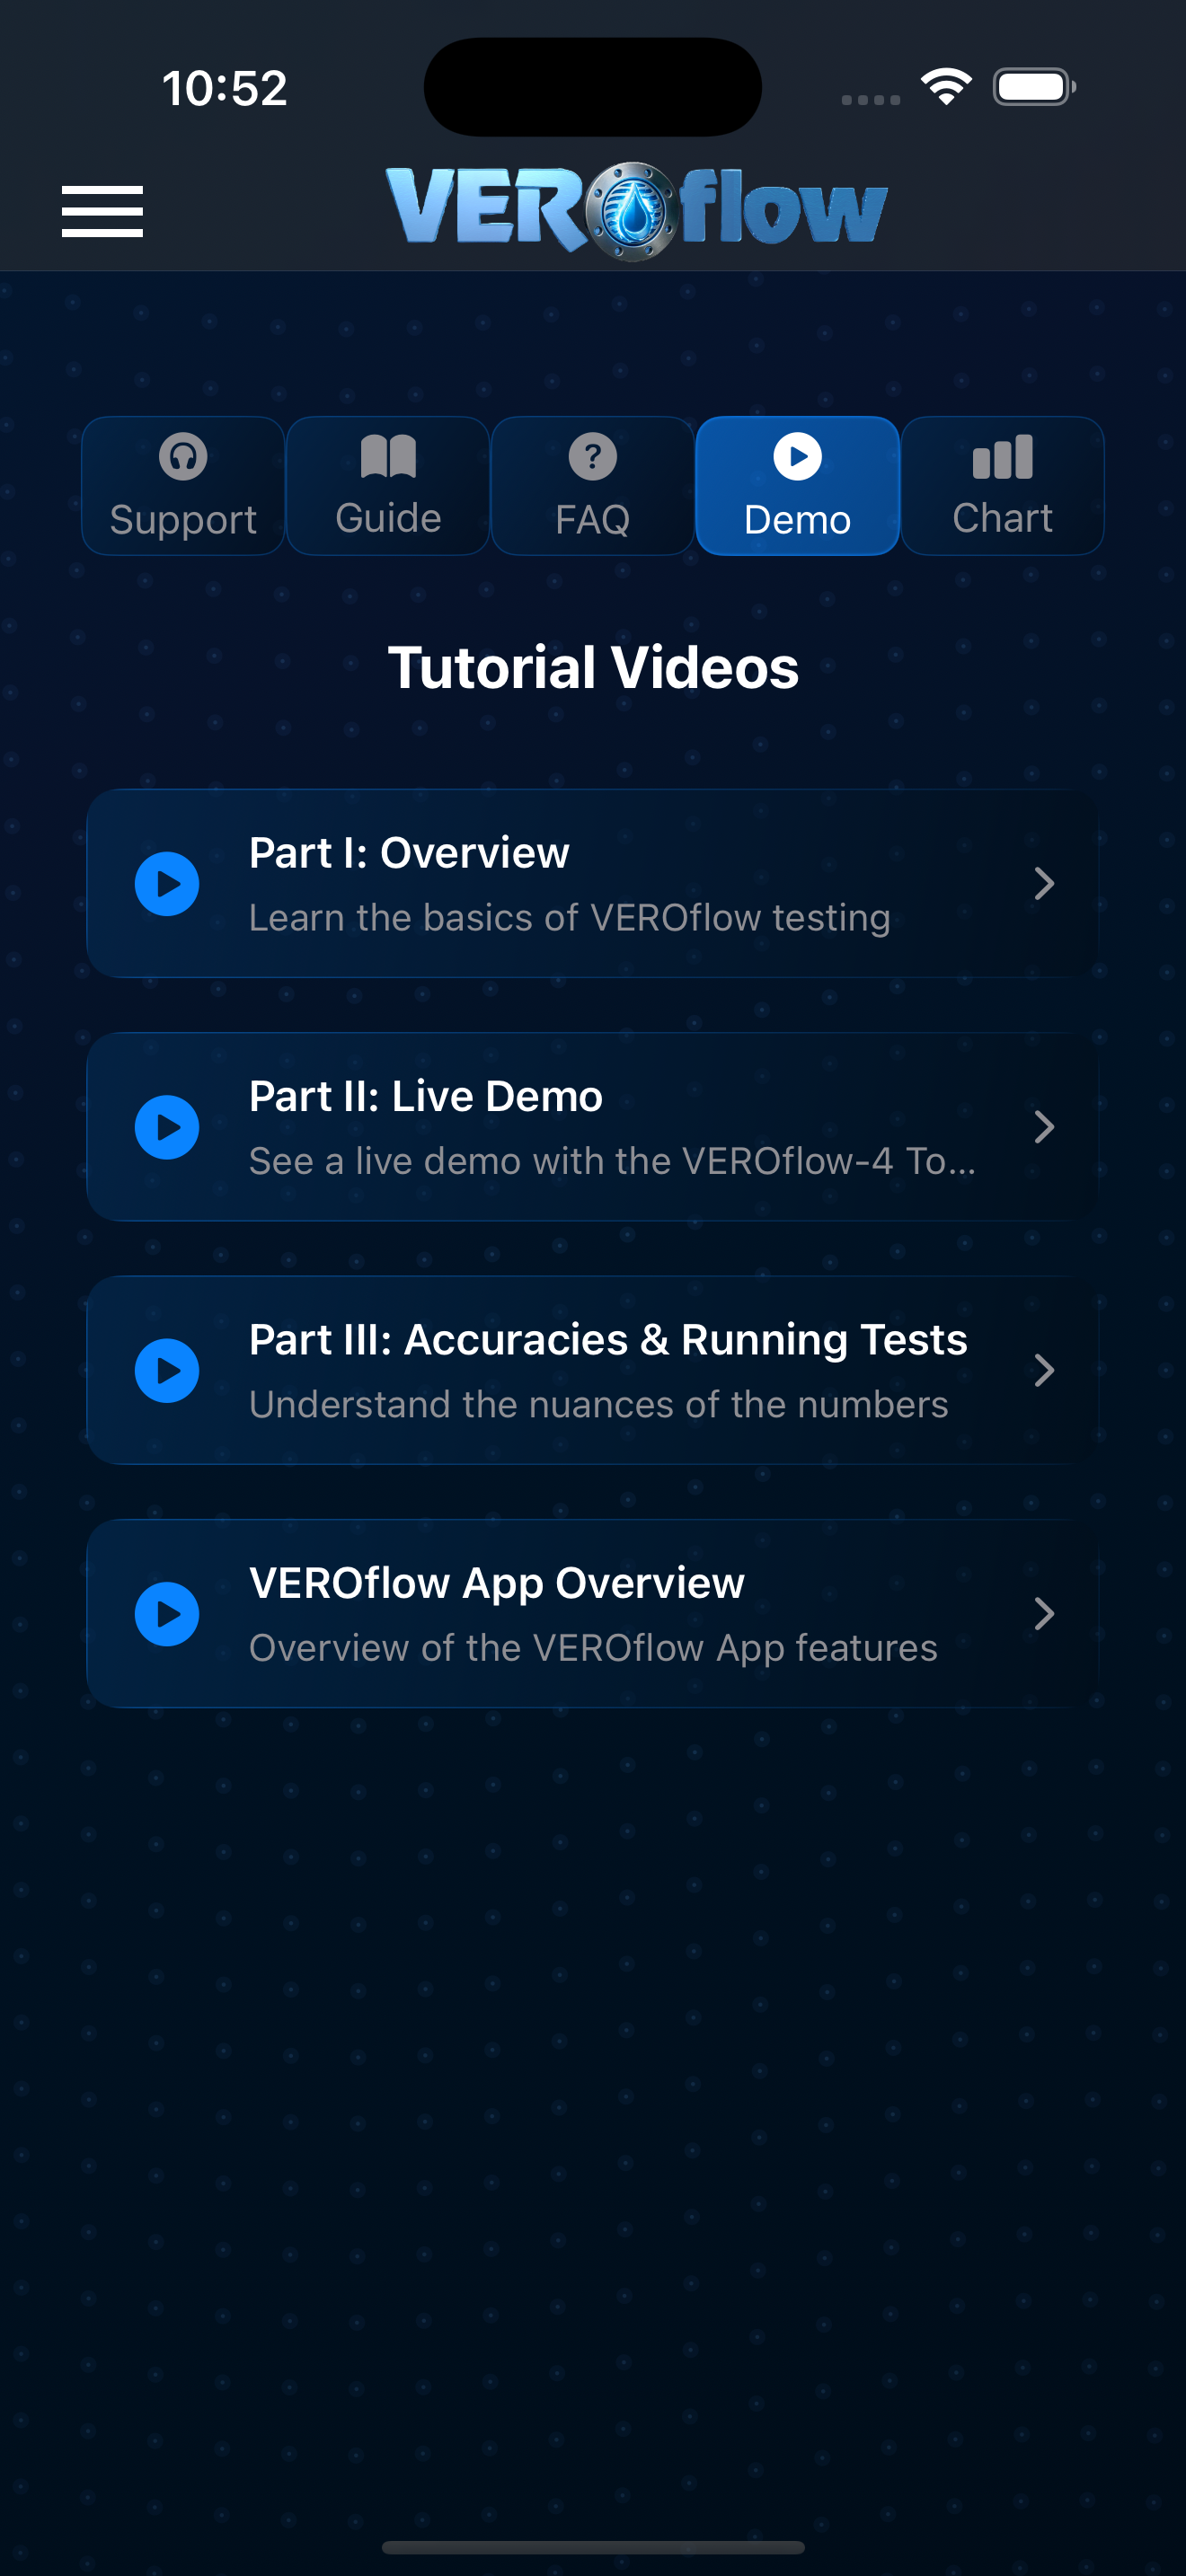 10:52
VEROflow
Support
Guide
FAQ
Demo
Chart
Tutorial Videos
Part I: Overview
Learn the basics of VEROflow testing
Part II: Live Demo
See a live demo with the VEROflow-4 To...
Part III: Accuracies & Running Tests
Understand the nuances of the numbers
VEROflow App Overview
Overview of the VEROflow App features